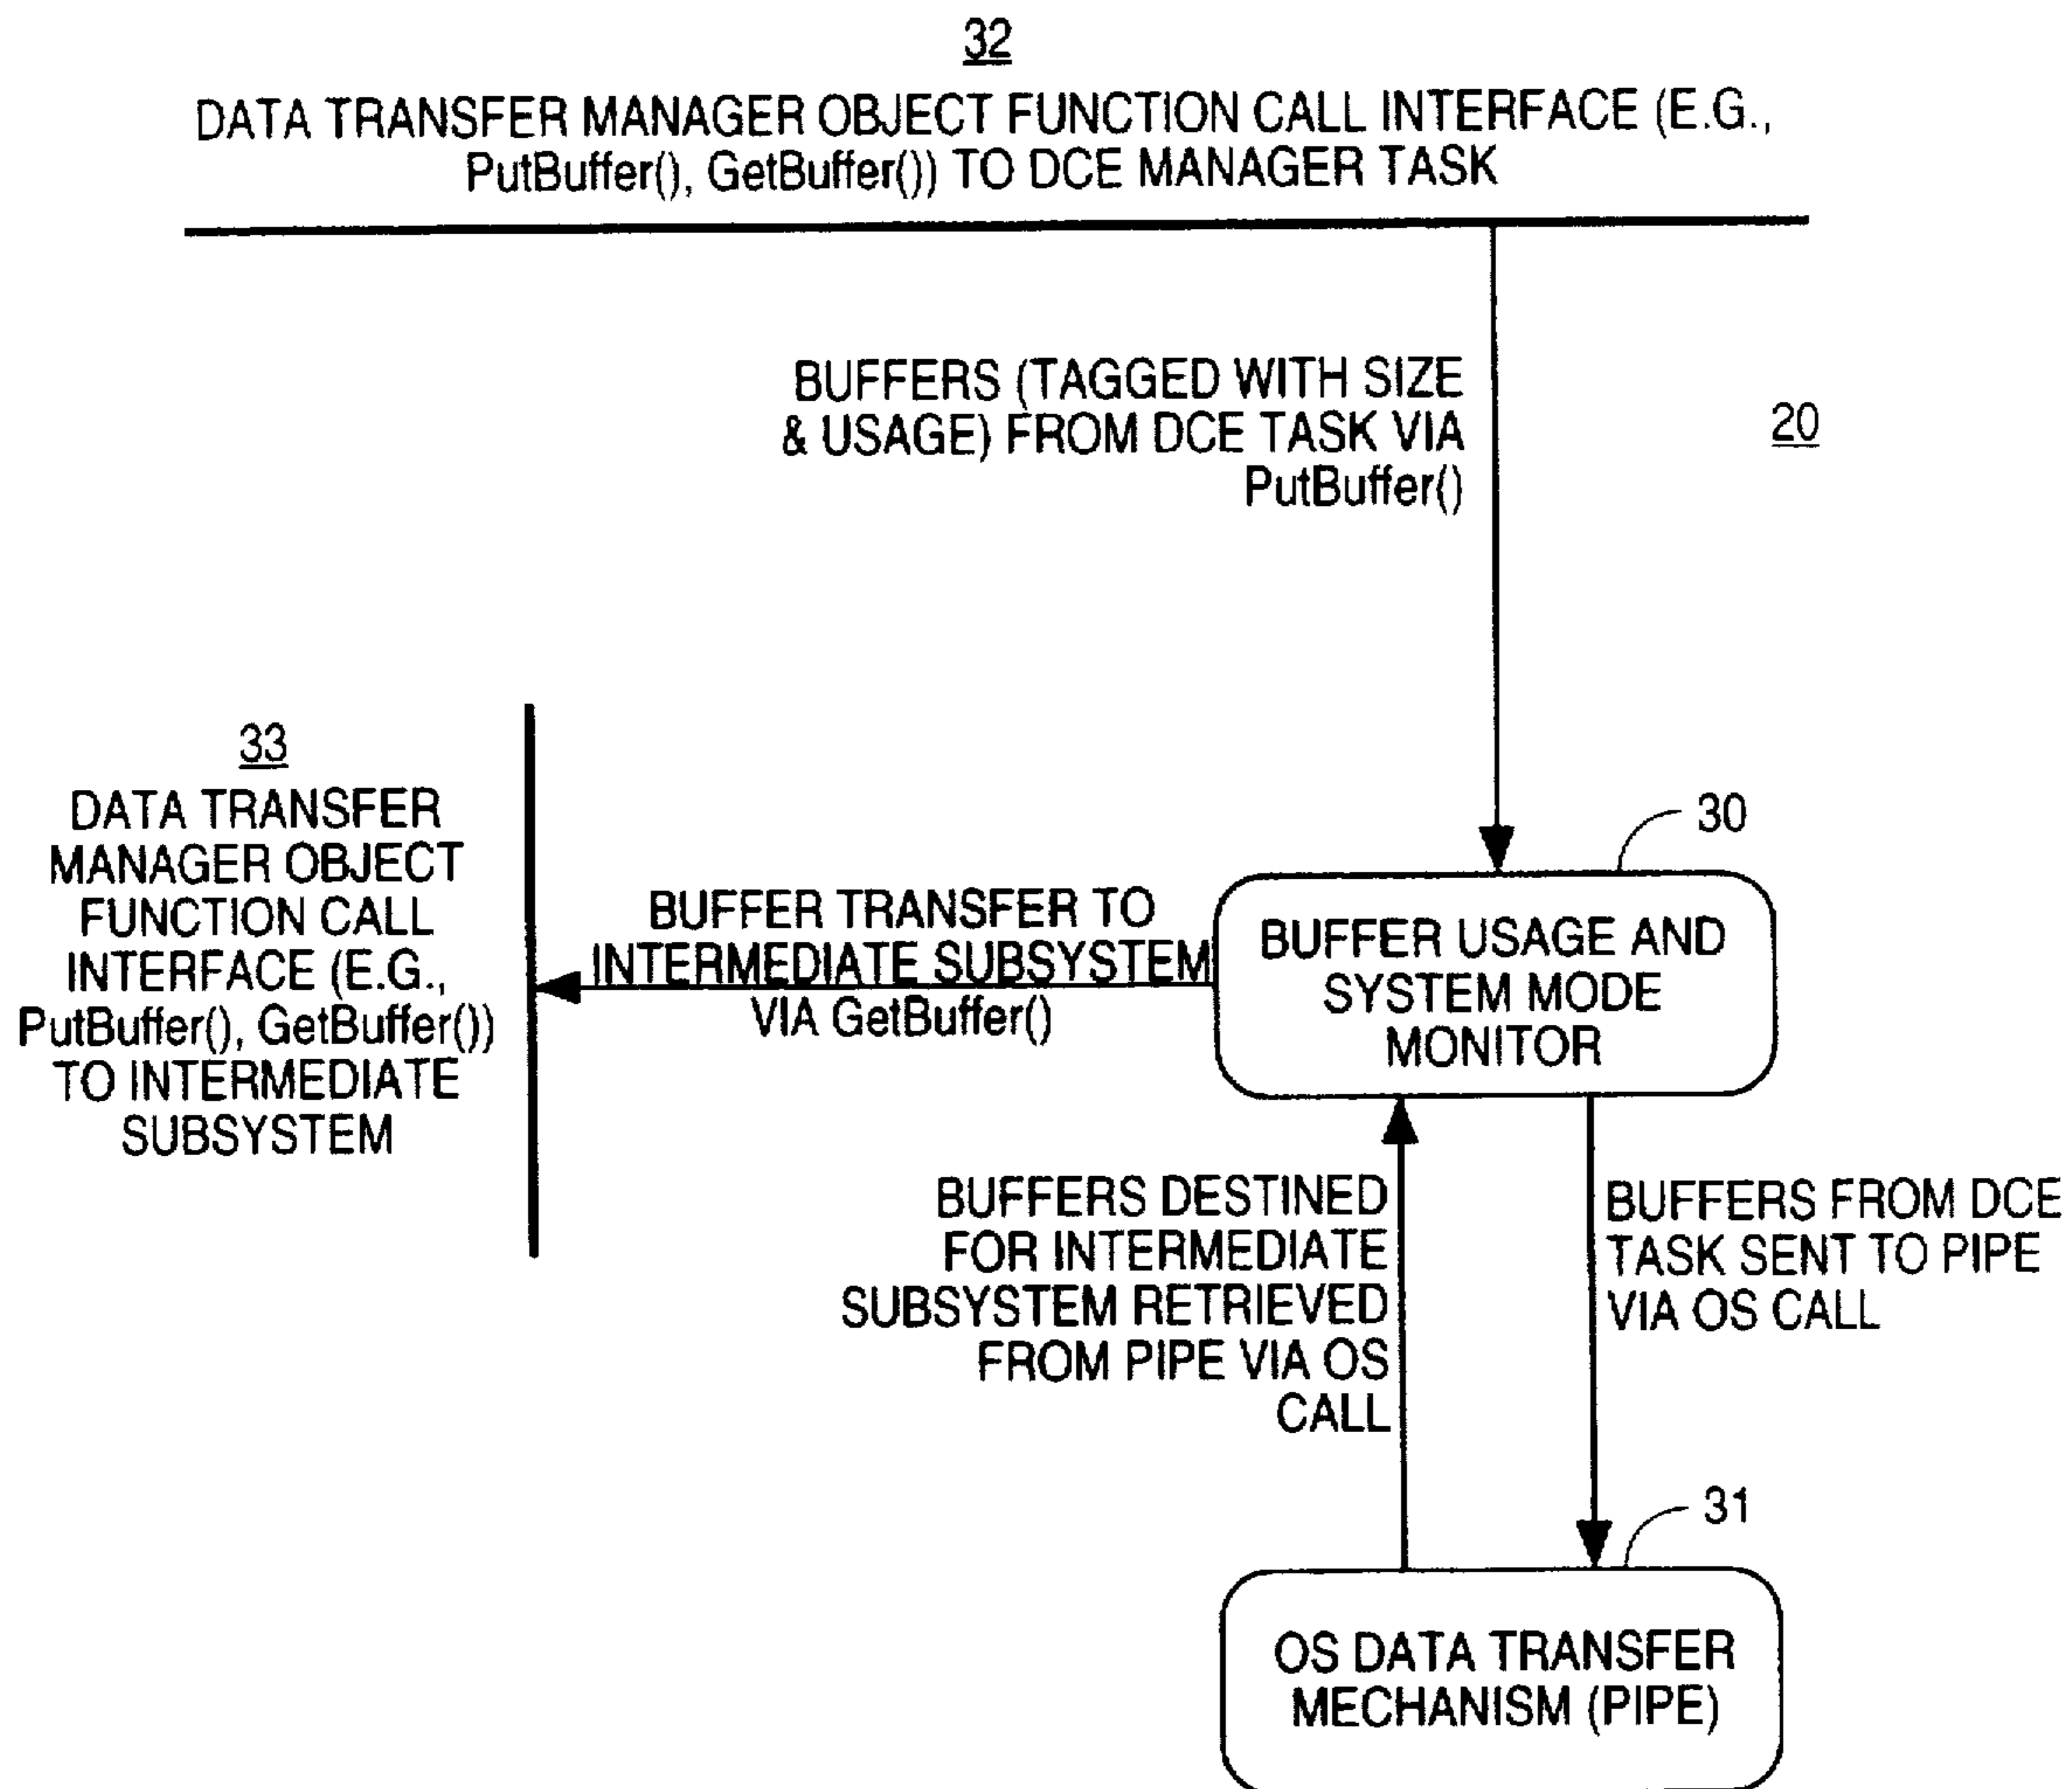 32
DATA TRANSFER MANAGER OBJECT FUNCTION CALL INTERFACE (E.G.,
PutBuffer(), GetBuffer()) TO DCE MANAGER TASK
BUFFERS (TAGGED WITH SIZE
& USAGE) FROM DCE TASK VIA
PutBuffer()
20
33
DATA TRANSFER
MANAGER OBJECT
FUNCTION CALL
INTERFACE (E.G.,
PutBuffer(), GetBuffer())
TO INTERMEDIATE
SUBSYSTEM
BUFFER TRANSFER TO
INTERMEDIATE SUBSYSTEM
VIA GetBuffer()
30
BUFFER USAGE AND
SYSTEM MODE
MONITOR
BUFFERS DESTINED
FOR INTERMEDIATE
SUBSYSTEM RETRIEVED
FROM PIPE VIA OS
CALL
BUFFERS FROM DCE
TASK SENT TO PIPE
VIA OS CALL
31
OS DATA TRANSFER
MECHANISM (PIPE)